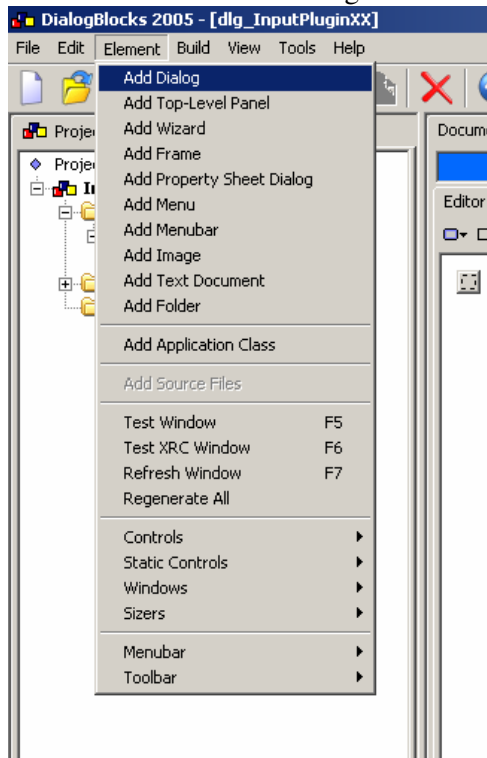 DialogBlocks 2005 - [dlg_InputPluginXX]
File Edit Element Build View Tools Help
Add Dialog
Add Top-Level Panel
Add Wizard
Add Frame
Add Property Sheet Dialog
Add Menu
Add Menubar
Add Image
Add Text Document
Add Folder
Add Application Class
Add Source Files
Test Window F5
Test XRC Window F6
Refresh Window F7
Regenerate All
Controls
Static Controls
Windows
Sizers
Menubar
Toolbar
Editor